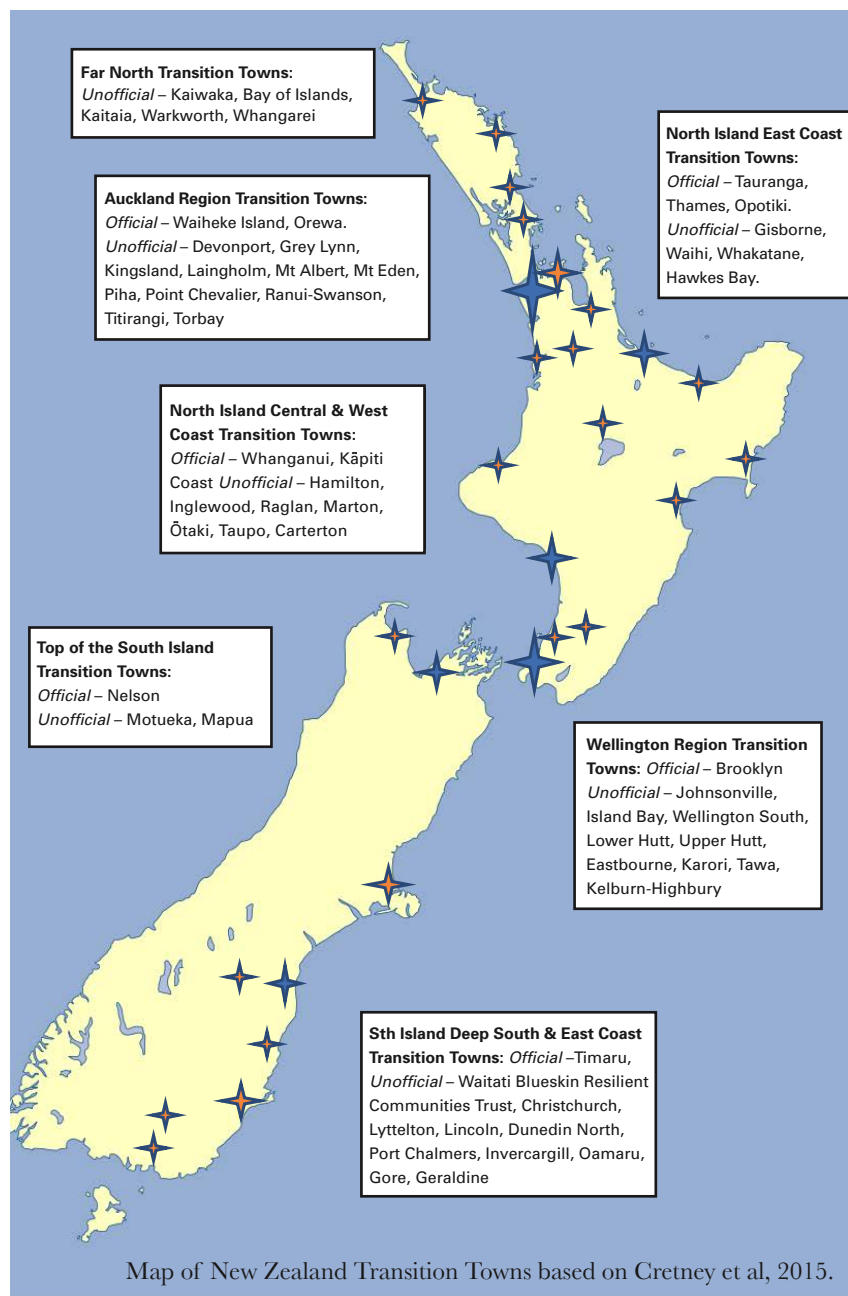 Far North Transition Towns:
Unofficial – Kaiwaka, Bay of Islands,
Kaitaia, Warkworth, Whangarei
North Island East Coast
Transition Towns:
Official – Tauranga,
Thames, Opotiki.
Unofficial – Gisborne,
Waihi, Whakatane,
Hawkes Bay.
Auckland Region Transition Towns:
Official – Waiheke Island, Orewa.
Unofficial – Devonport, Grey Lynn,
Kingsland, Laingholm, Mt Albert, Mt Eden,
Piha, Point Chevalier, Ranui-Swanson,
Titirangi, Torbay
North Island Central & West
Coast Transition Towns:
Official – Whanganui, Kāpiti
Coast Unofficial – Hamilton,
Inglewood, Raglan, Marton,
Ōtaki, Taupo, Carterton
Top of the South Island
Transition Towns:
Official – Nelson
Unofficial – Motueka, Mapua
Wellington Region Transition
Towns: Official – Brooklyn
Unofficial – Johnsonville,
Island Bay, Wellington South,
Lower Hutt, Upper Hutt,
Eastbourne, Karori, Tawa,
Kelburn-Highbury
Sth Island Deep South & East Coast
Transition Towns: Official –Timaru,
Unofficial – Waitati Blueskin Resilient
Communities Trust, Christchurch,
Lyttelton, Lincoln, Dunedin North,
Port Chalmers, Invercargill, Oamaru,
Gore, Geraldine
Map of New Zealand Transition Towns based on Cretney et al, 2015.